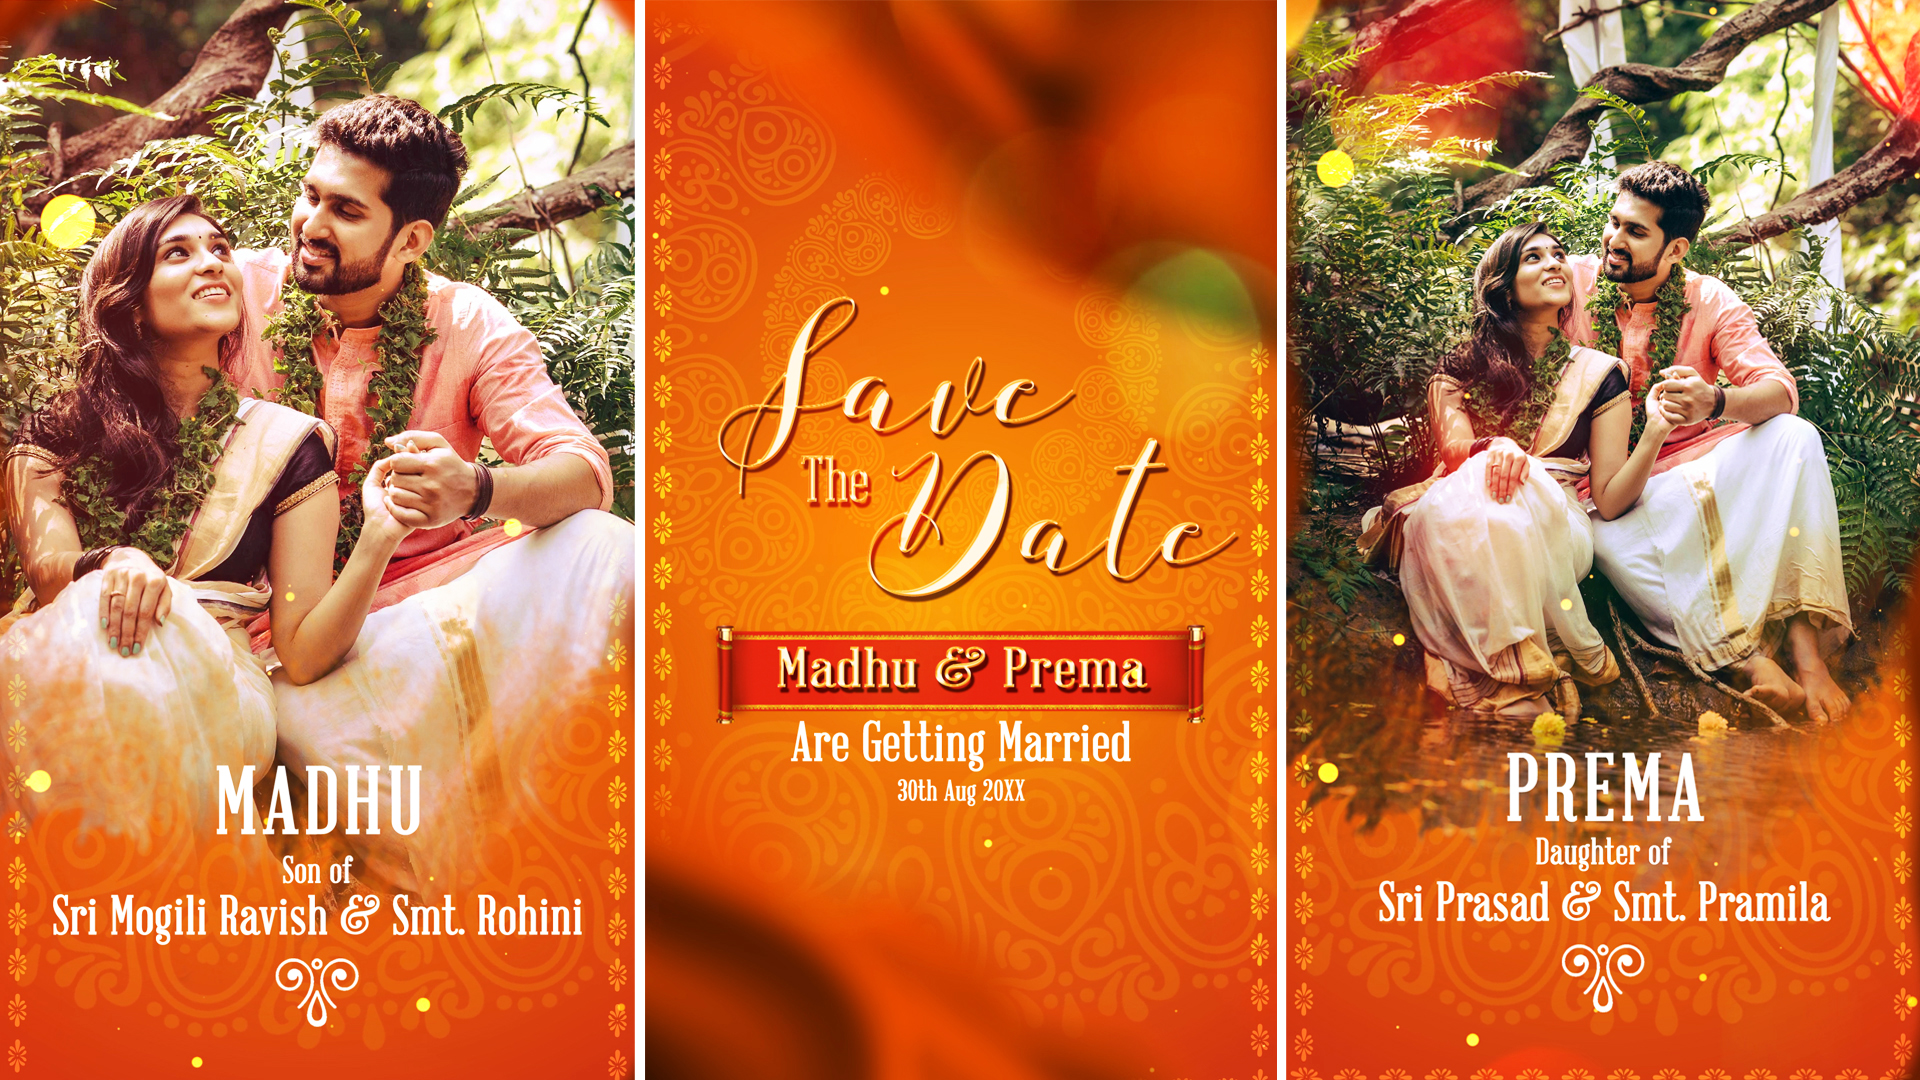 MADHU
Son of
Sri Mogili Ravish & Smt. Rohini
Save
The Date
Madhu & Prema
Are Getting Married
30th Aug 20XX
PREMA
Daughter of
Sri Prasad & Smt. Pramila